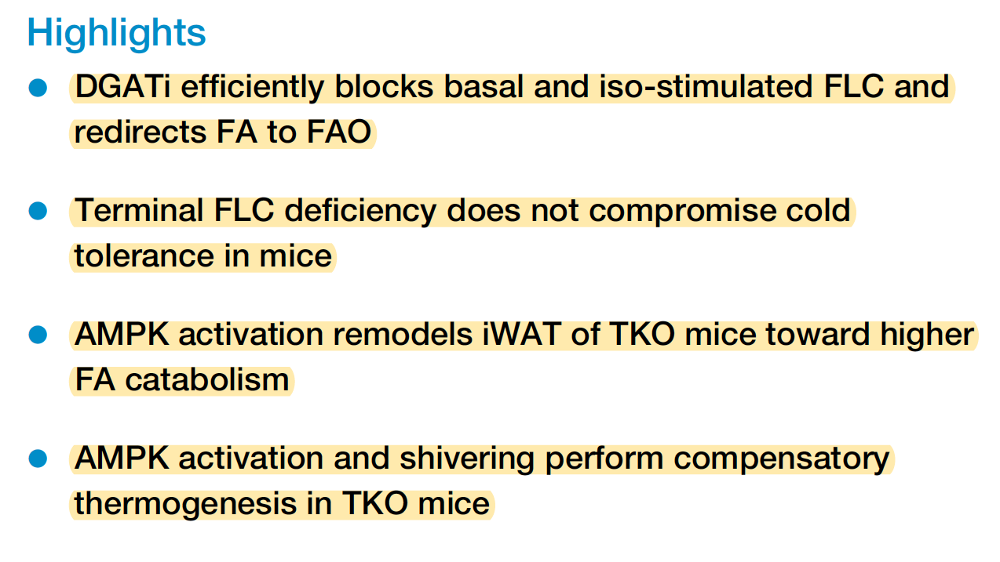 Highlights
DGATi efficiently blocks basal and iso-stimulated FLC and
redirects FA to FAO
Terminal FLC deficiency does not compromise cold
tolerance in mice
AMPK activation remodels iWAT of TKO mice toward higher
FA catabolism
AMPK activation and shivering perform compensatory
thermogenesis in TKO mice